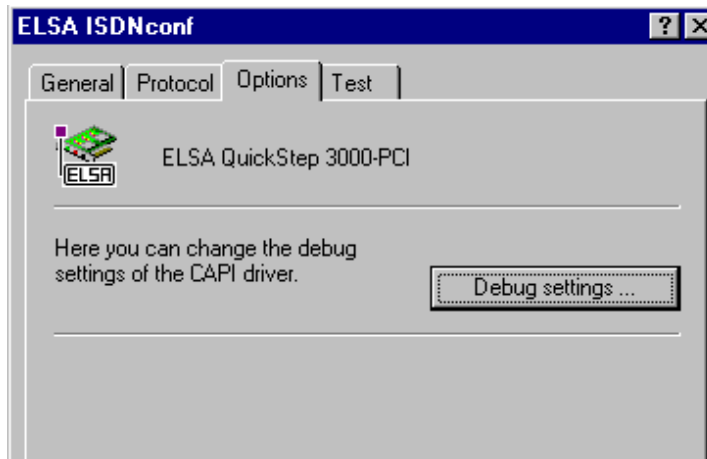 ELSA ISDNconf
General Protocol Options Test
ELSA
ELSA QuickStep 3000-PCI
Here you can change the debug
settings of the CAPI driver.
Debug settings ...